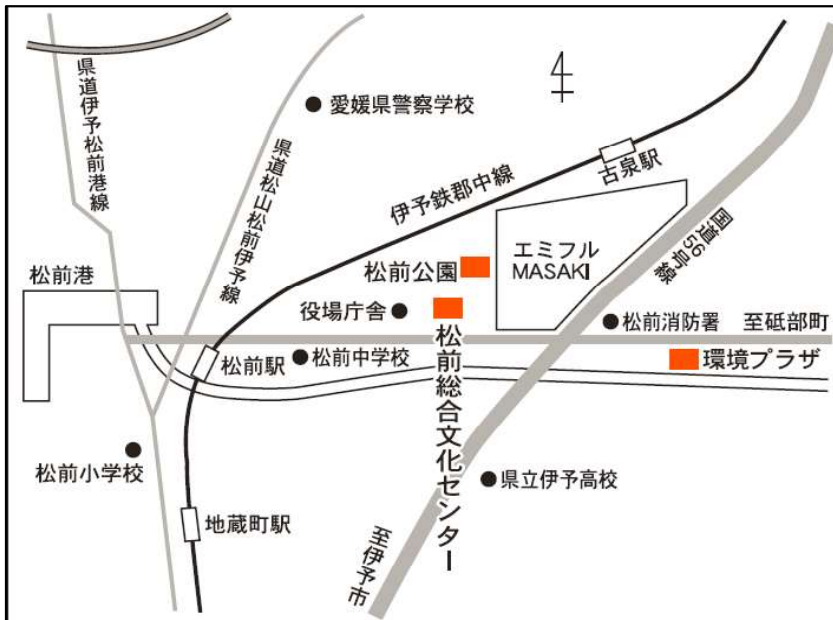 県道伊予松前港線
愛媛県警察学校
県道松山松前伊予線
伊予鉄郡中線
古泉駅
国道56号線
エミフル
MASAKI
松前公園
松前港
役場庁舎
松前消防署
至砥部町
松前駅
松前中学校
環境プラザ
松前総合文化センター
松前小学校
県立伊予高校
地蔵町駅
至伊予市